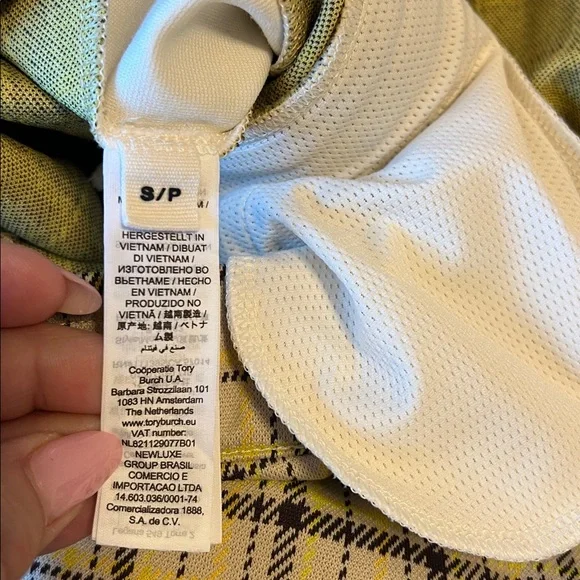 S/P
HERGESTELLT IN
VIETNAM / DIBUAT
DI VIETNAM /
ИЗГОТОВЛЕНО ВО
ВЬЕТНАМЕ / HECHO
EN VIETNAM /
PRODUZIDO NO
VIETNÃ / 越南製造 /
原产地: 越南 / ベトナ
ム製
صنع في فيتنام
Coöperatie Tory
Burch U.A.
Barbara Strozzilaan 101
1083 HN Amsterdam
The Netherlands
www.toryburch.com
VAT number:
NL821129077B01
NEWLUXE
GROUP BRASIL
COMERCIO E
IMPORTACAO LTDA
14.603.036/0001-74
Comercializadora 1888,
S.A. de C.V.